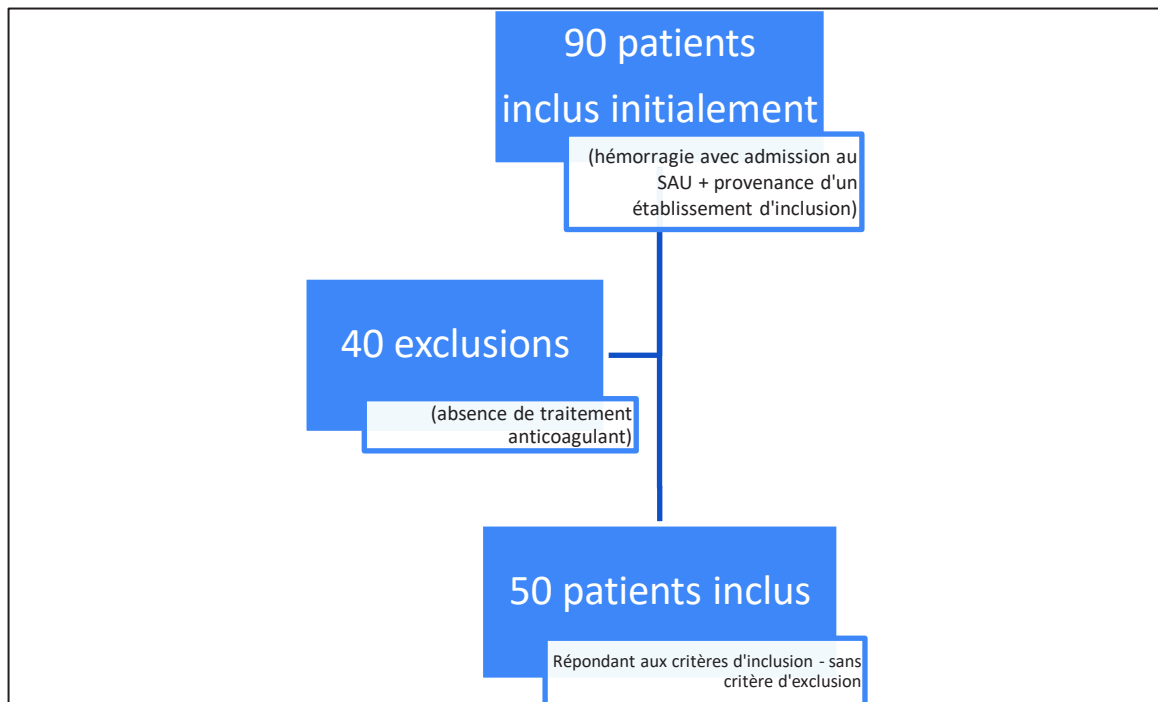 90 patients
inclus initialement
(hémorragie avec admission au
SAU + provenance d'un
établissement d'inclusion)
40 exclusions
(absence de traitement
anticoagulant)
50 patients inclus
Répondant aux critères d'inclusion - sans
critère d'exclusion